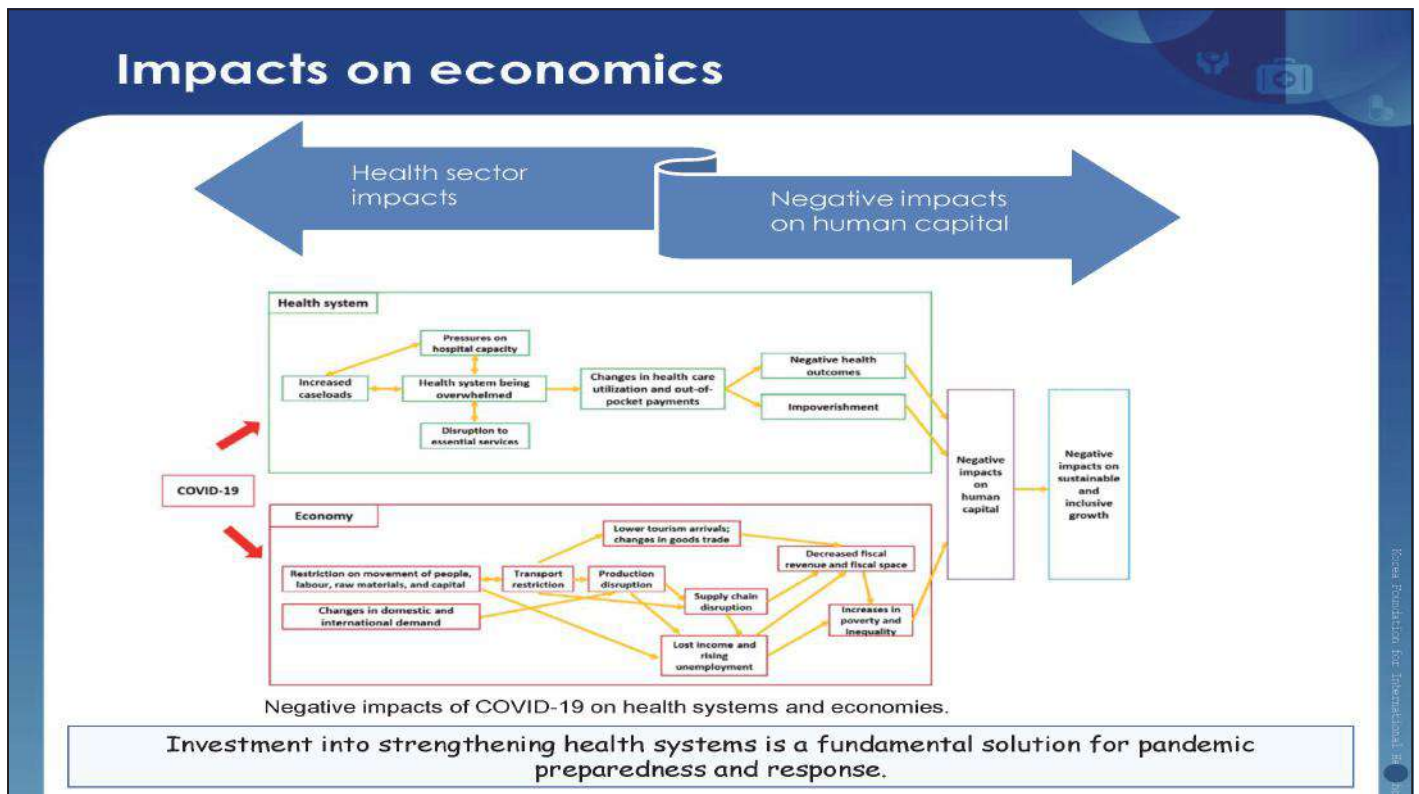 Impacts on economics
Health sector
impacts
Negative impacts
on human capital
Health system
Pressures on
hospital capacity
Increased
caseloads
Health system being
overwhelmed
Disruption to
essential services
Changes in health care
utilization and out-of-
pocket payments
Negative health
outcomes
Impoverishment
COVID-19
Economy
Restriction on movement of people,
labour, raw materials, and capital
Changes in domestic and
international demand
Transport
restriction
Lower tourism arrivals;
changes in goods trade
Production
disruption
Supply chain
disruption
Lost income and
rising
unemployment
Decreased fiscal
revenue and fiscal space
Increases in
poverty and
inequality
Negative
impacts
on
human
capital
Negative
impacts on
sustainable
and
inclusive
growth
Negative impacts of COVID-19 on health systems and economies.
Investment into strengthening health systems is a fundamental solution for pandemic
preparedness and response.
Korea Foundation for International